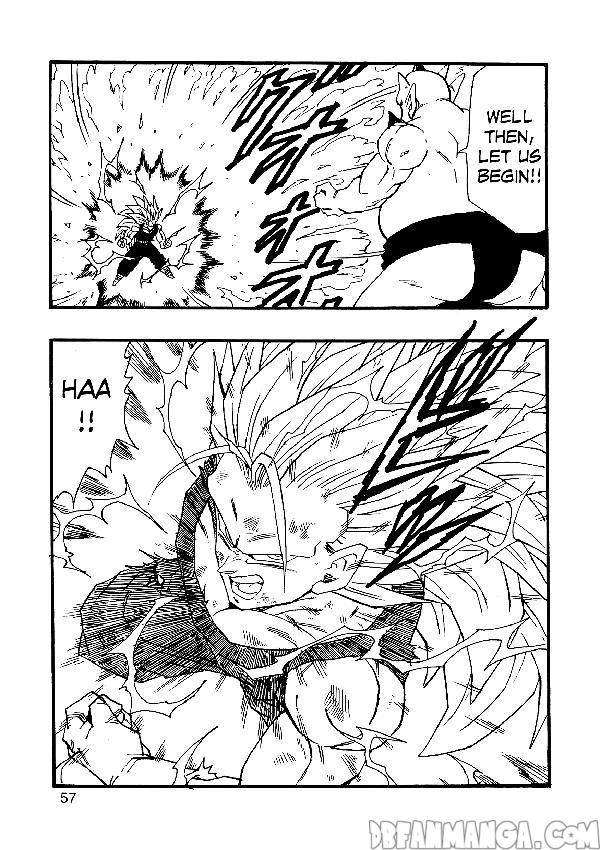 WELL
THEN,
LET US
BEGIN!!
HAA
!!
57
DBFANMANGA.COM